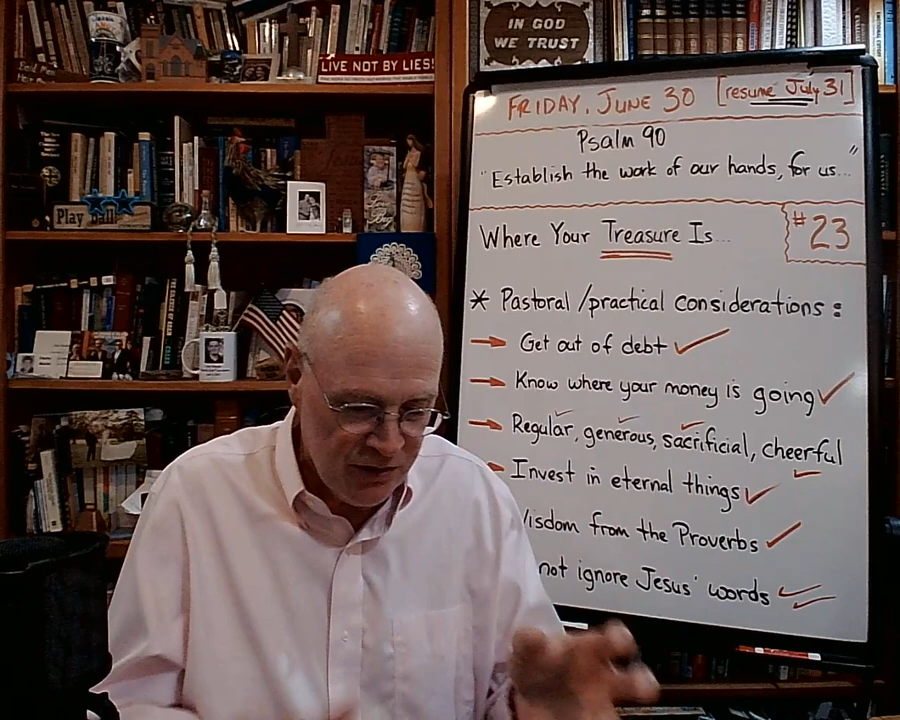 LIVE NOT BY LIES!
Play Ball
IN GOD
WE TRUST
FRIDAY, JUNE 30 [resume July 31]
Psalm 90
"Establish the work of our hands, for us..."
Where Your Treasure Is... #23
* Pastoral/practical considerations:
→ Get out of debt ✓
→ Know where your money is going ✓
→ Regular, generous, sacrificial, cheerful
Invest in eternal things ✓
from the Proverbs ✓
not ignore Jesus' words ✓